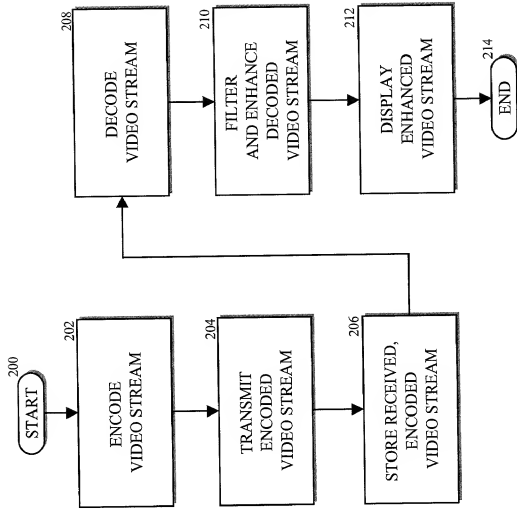 200
START
202
ENCODE
VIDEO STREAM
204
TRANSMIT
ENCODED
VIDEO STREAM
206
STORE RECEIVED,
ENCODED
VIDEO STREAM
208
DECODE
VIDEO STREAM
210
FILTER
AND ENHANCE
DECODED
VIDEO STREAM
212
DISPLAY
ENHANCED
VIDEO STREAM
214
END